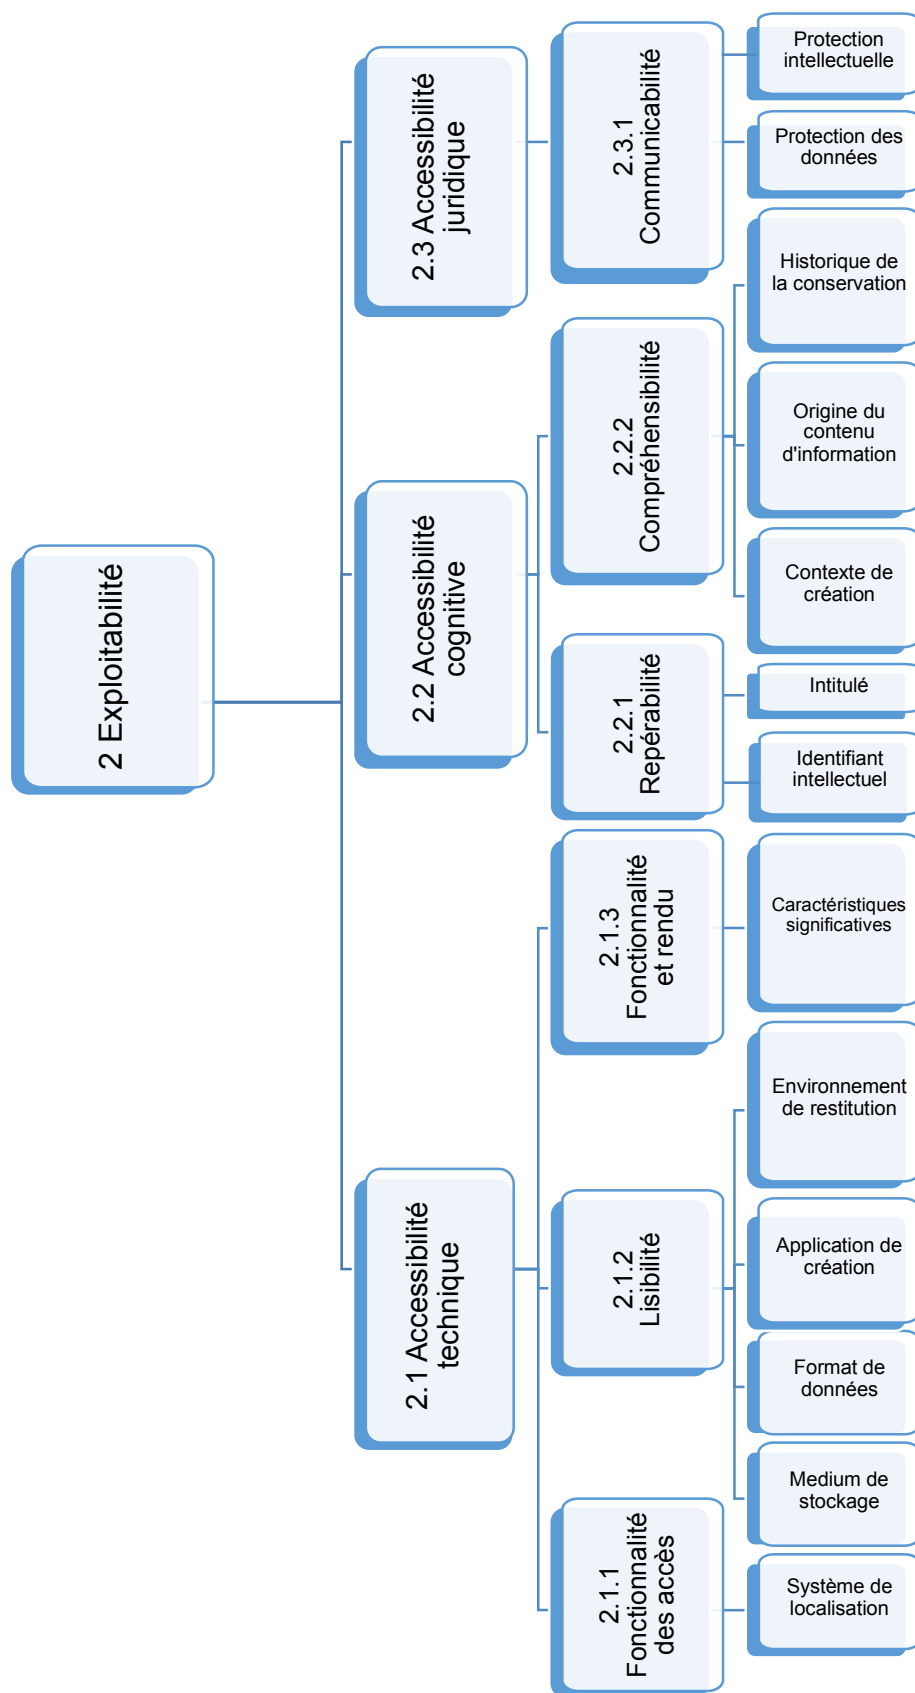 2 Exploitabilité
2.1 Accessibilité
technique
2.2 Accessibilité
cognitive
2.3 Accessibilité
juridique
2.1.1
Fonctionnalité
des accès
2.1.2
Lisibilité
2.1.3
Fonctionnalité
et rendu
2.2.1
Repérabilité
2.2.2
Compréhensibilité
2.3.1
Communicabilité
Système de
localisation
Medium de
stockage
Format de
données
Application de
création
Environnement
de restitution
Caractéristiques
significatives
Identifiant
intellectuel
Intitulé
Contexte de
création
Origine du
contenu
d'information
Historique de
la conservation
Protection des
données
Protection
intellectuelle